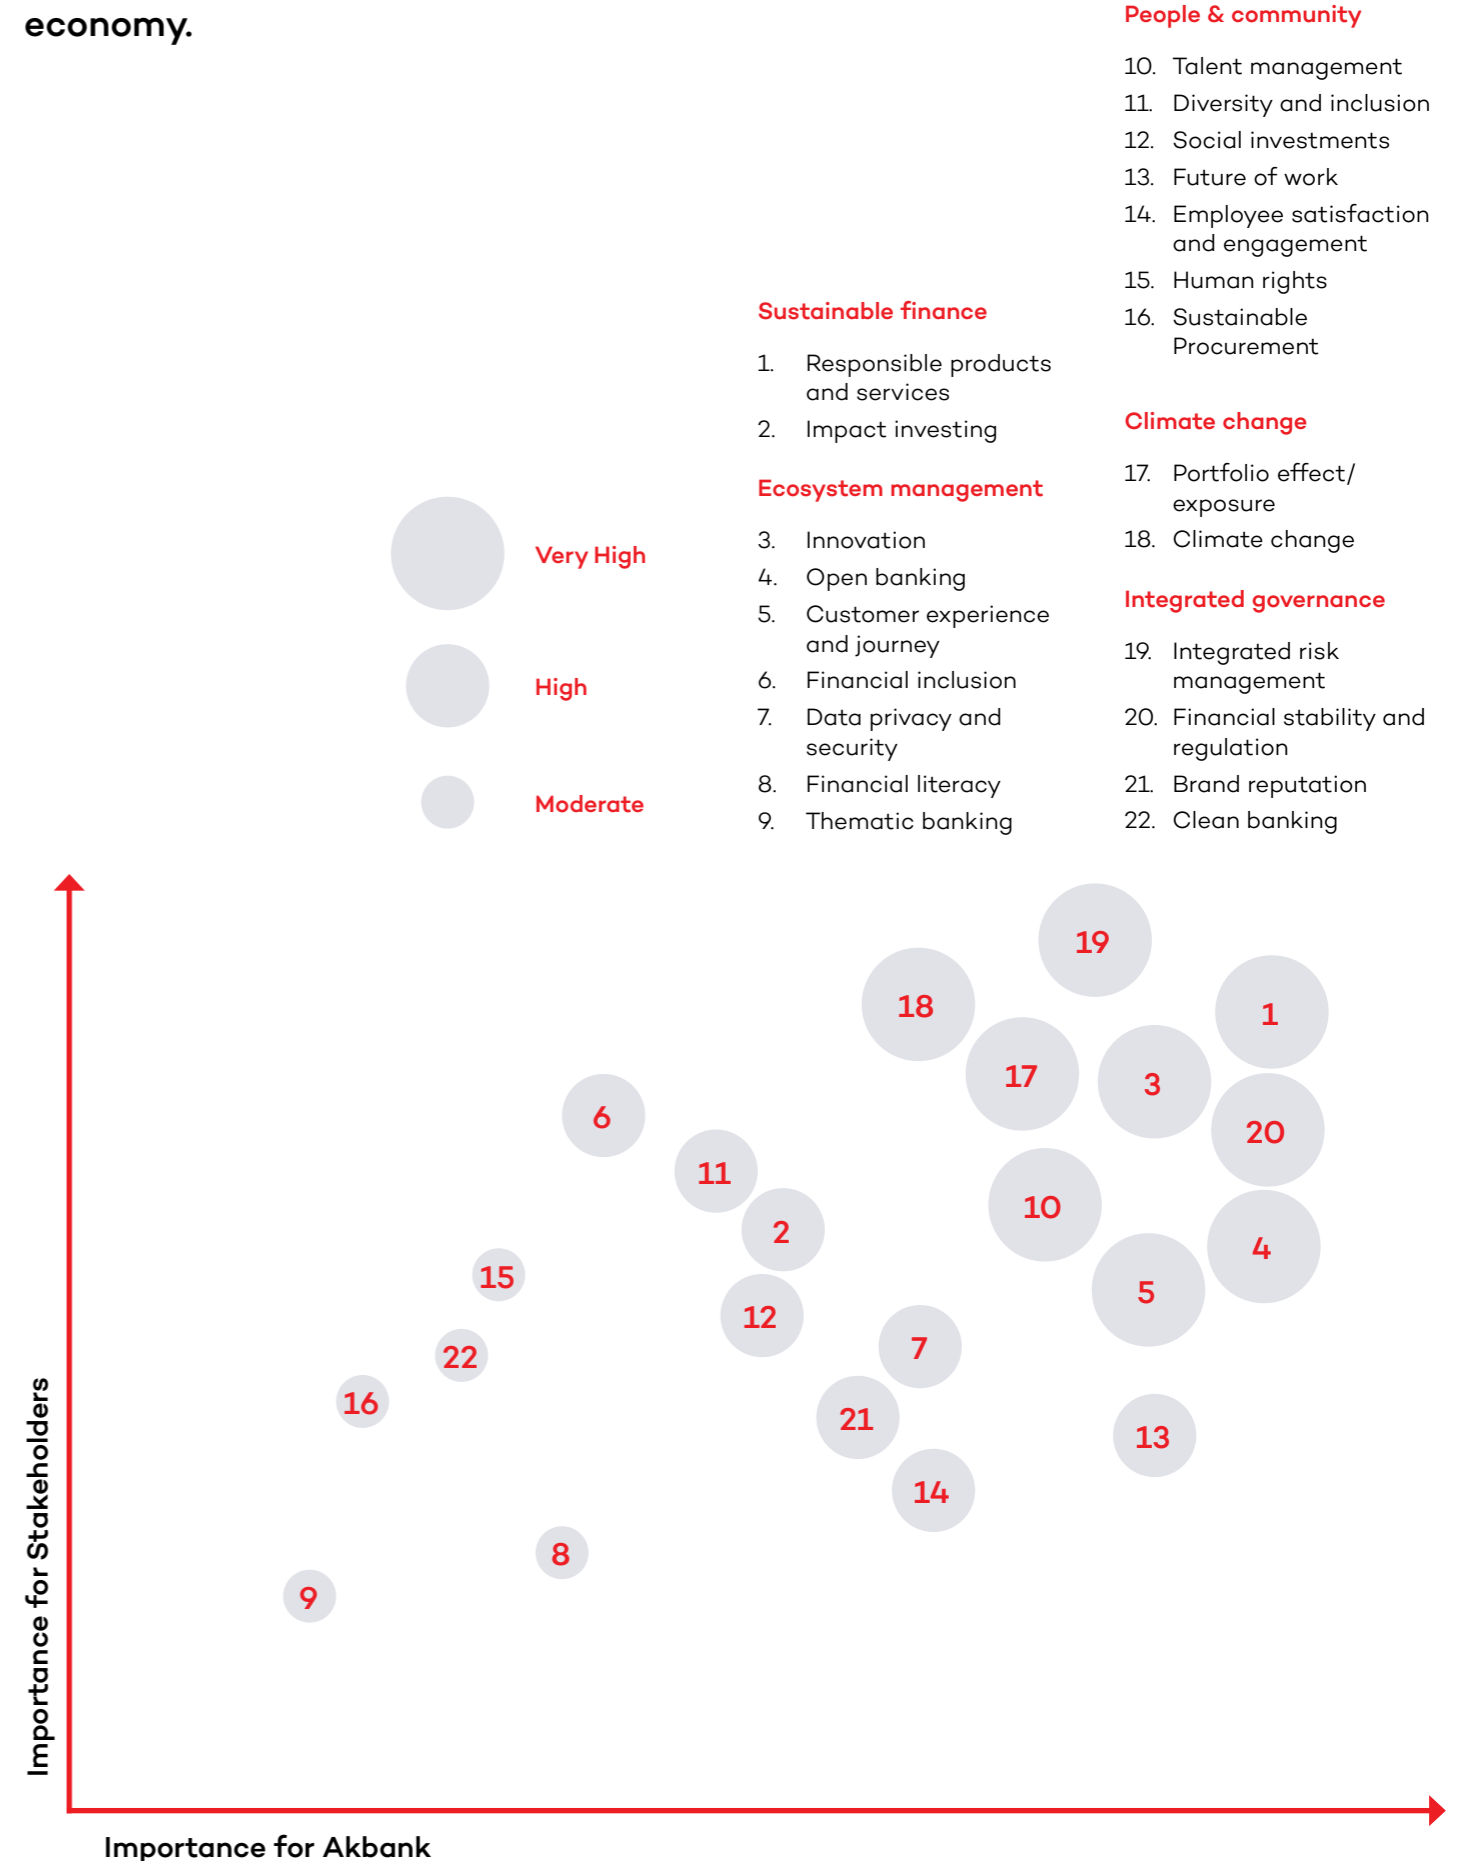 economy.
People & community
10. Talent management
11. Diversity and inclusion
12. Social investments
13. Future of work
14. Employee satisfaction
and engagement
15. Human rights
16. Sustainable
Procurement
Sustainable finance
1. Responsible products
and services
2. Impact investing
Climate change
17. Portfolio effect/
exposure
18. Climate change
Ecosystem management
3. Innovation
4. Open banking
5. Customer experience
and journey
6. Financial inclusion
7. Data privacy and
security
8. Financial literacy
9. Thematic banking
Integrated governance
19. Integrated risk
management
20. Financial stability and
regulation
21. Brand reputation
22. Clean banking
Very High
High
Moderate
19
18
1
17
3
6
20
11
10
2
4
15
5
12
7
22
16
21
13
14
8
9
Importance for Stakeholders
Importance for Akbank